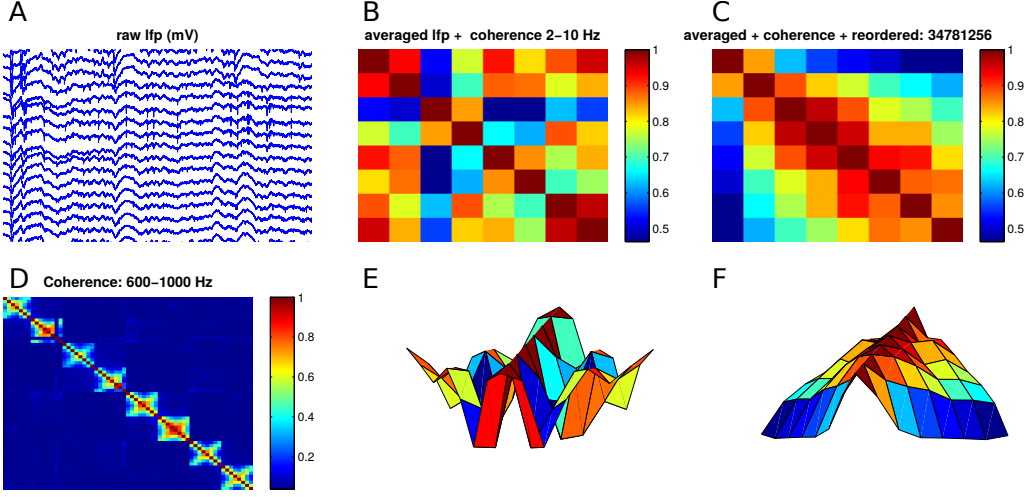 A
raw lfp (mV)
B
averaged lfp + coherence 2−10 Hz
1
0.9
0.8
0.7
0.6
0.5
C
averaged + coherence + reordered: 34781256
1
0.9
0.8
0.7
0.6
0.5
D
Coherence: 600−1000 Hz
1
0.8
0.6
0.4
0.2
E
F